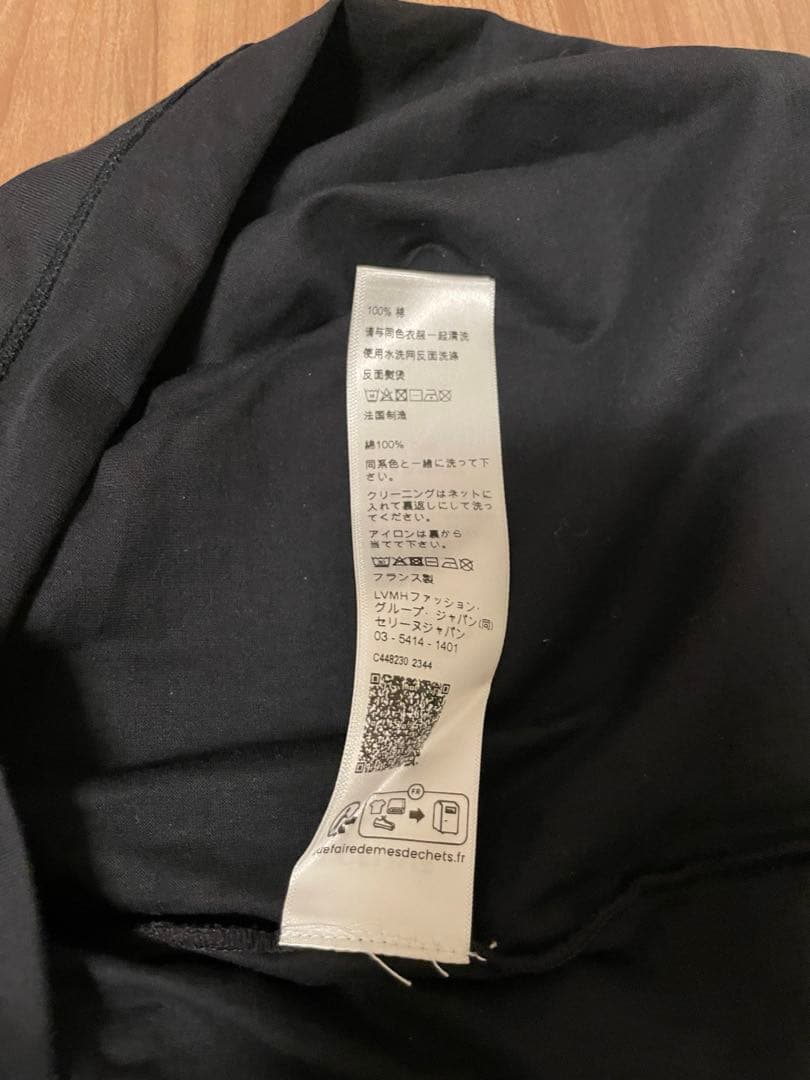 100% 棉
请与同色衣服一起清洗
使用水洗网反面洗涤
反面熨烫
法国制造
綿100%
同系色と一緒に洗って下
さい。
クリーニングはネットに
入れて裏返しにして洗っ
てください。
アイロンは裏から
当てて下さい。
フランス製
LVMHファッション・
グループ・ジャパン(同)
セリーヌジャパン
03 - 5414 - 1401
C448230 2344
FR
uefairedemesdechets.fr